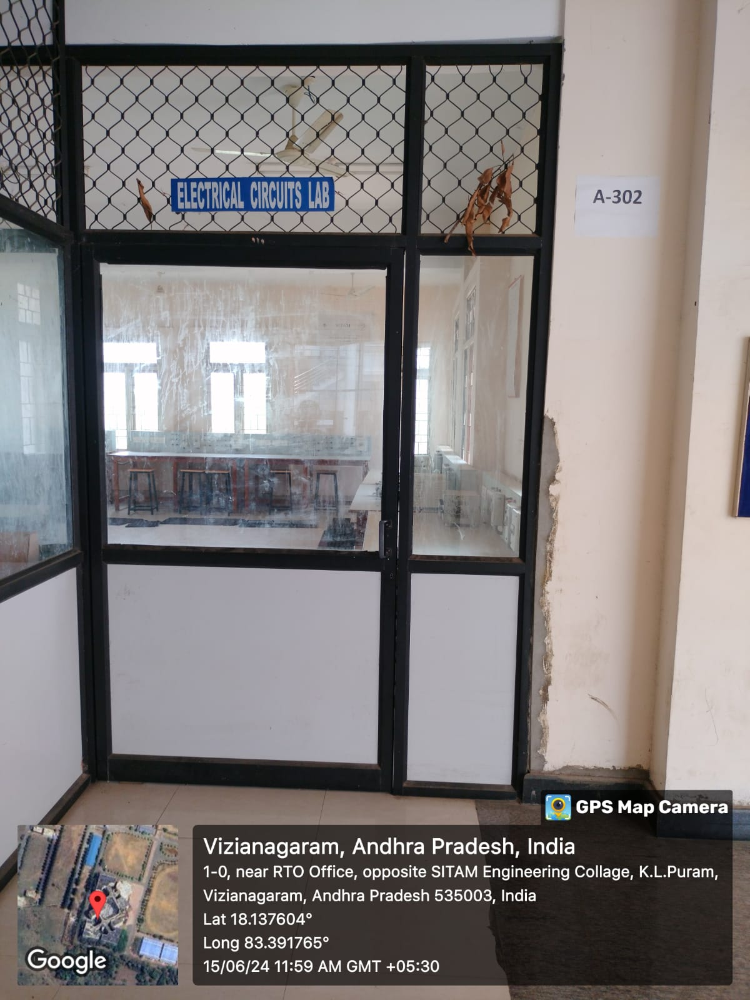 ELECTRICAL CIRCUITS LAB
A-302
GPS Map Camera
Vizianagaram, Andhra Pradesh, India
1-0, near RTO Office, opposite SITAM Engineering Collage, K.L.Puram,
Vizianagaram, Andhra Pradesh 535003, India
Lat 18.137604°
Long 83.391765°
15/06/24 11:59 AM GMT +05:30
Google